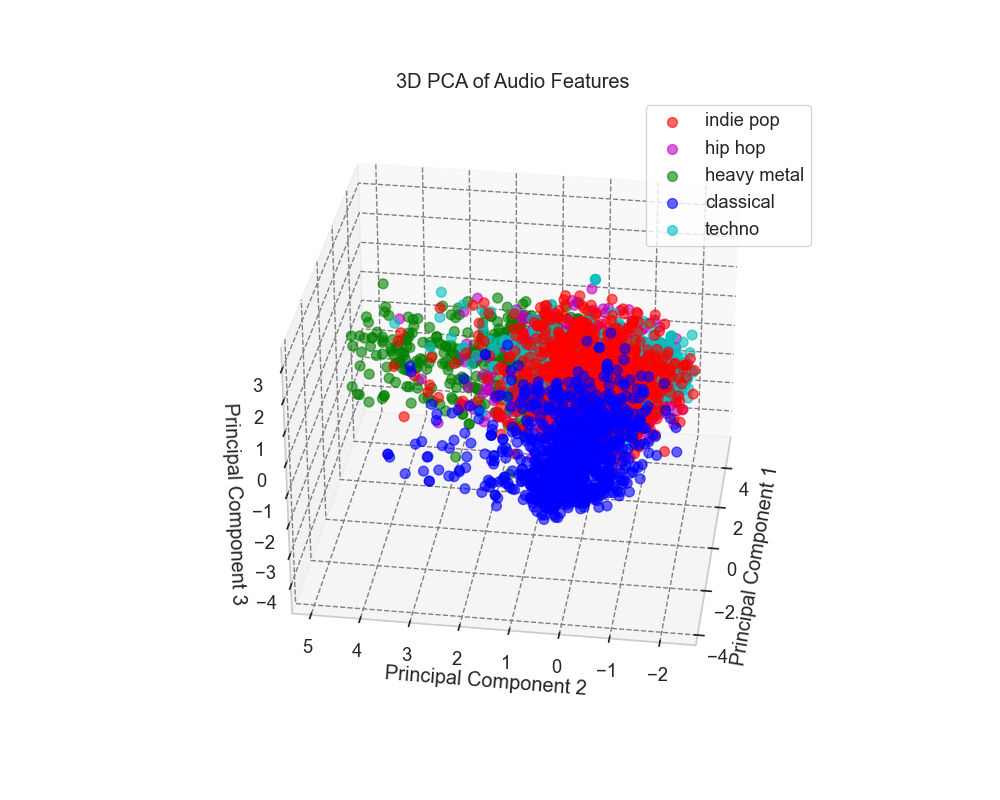 3D PCA of Audio Features
indie pop
hip hop
heavy metal
classical
techno
3
2
1
0
−1
−2
−3
−4
Principal Component 3
5
4
3
2
1
0
−1
−2
Principal Component 2
4
2
0
−2
−4
Principal Component 1